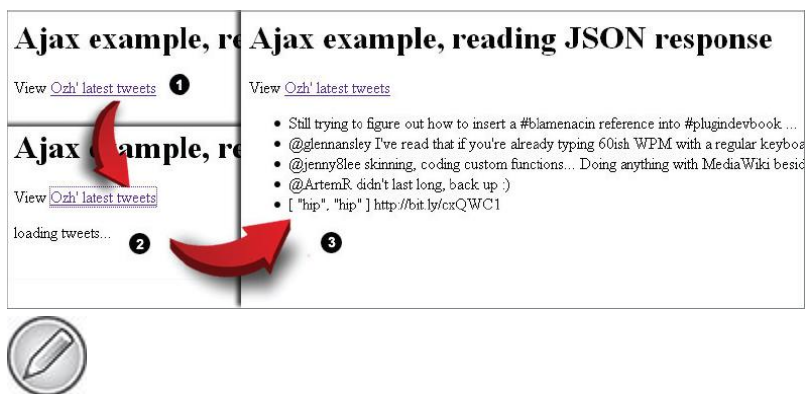 Ajax example, re
View Ozh' latest tweets 1
Ajax example, re
View Ozh' latest tweets
loading tweets...
2
Ajax example, reading JSON response
View Ozh' latest tweets
• Still trying to figure out how to insert a #blamenacin reference into #plugindevbook ...
• @glennansley I've read that if you're already typing 60ish WPM with a regular keyboa
• @jenny8lee skinning, coding custom functions... Doing anything with MediaWiki besid
• @ArtemR didn't last long, back up :)
• [ "hip", "hip" ] http://bit.ly/cxQWC1
3